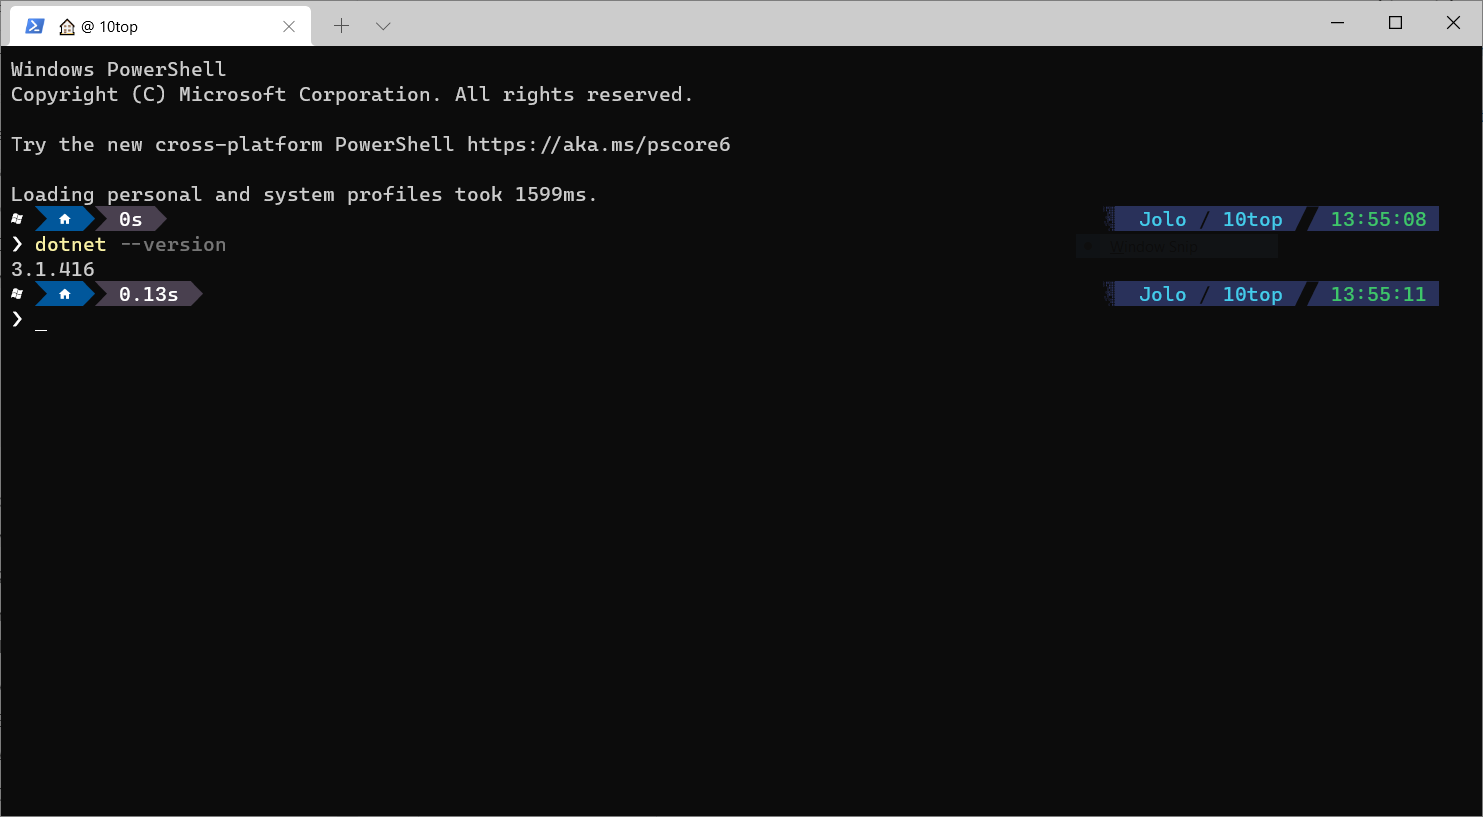 @ 10top
Windows PowerShell
Copyright (C) Microsoft Corporation. All rights reserved.
Try the new cross-platform PowerShell https://aka.ms/pscore6
Loading personal and system profiles took 1599ms.
0s Jolo / 10top 13:55:08
❯ dotnet --version
Window Snip
3.1.416
0.13s Jolo / 10top 13:55:11
❯ _